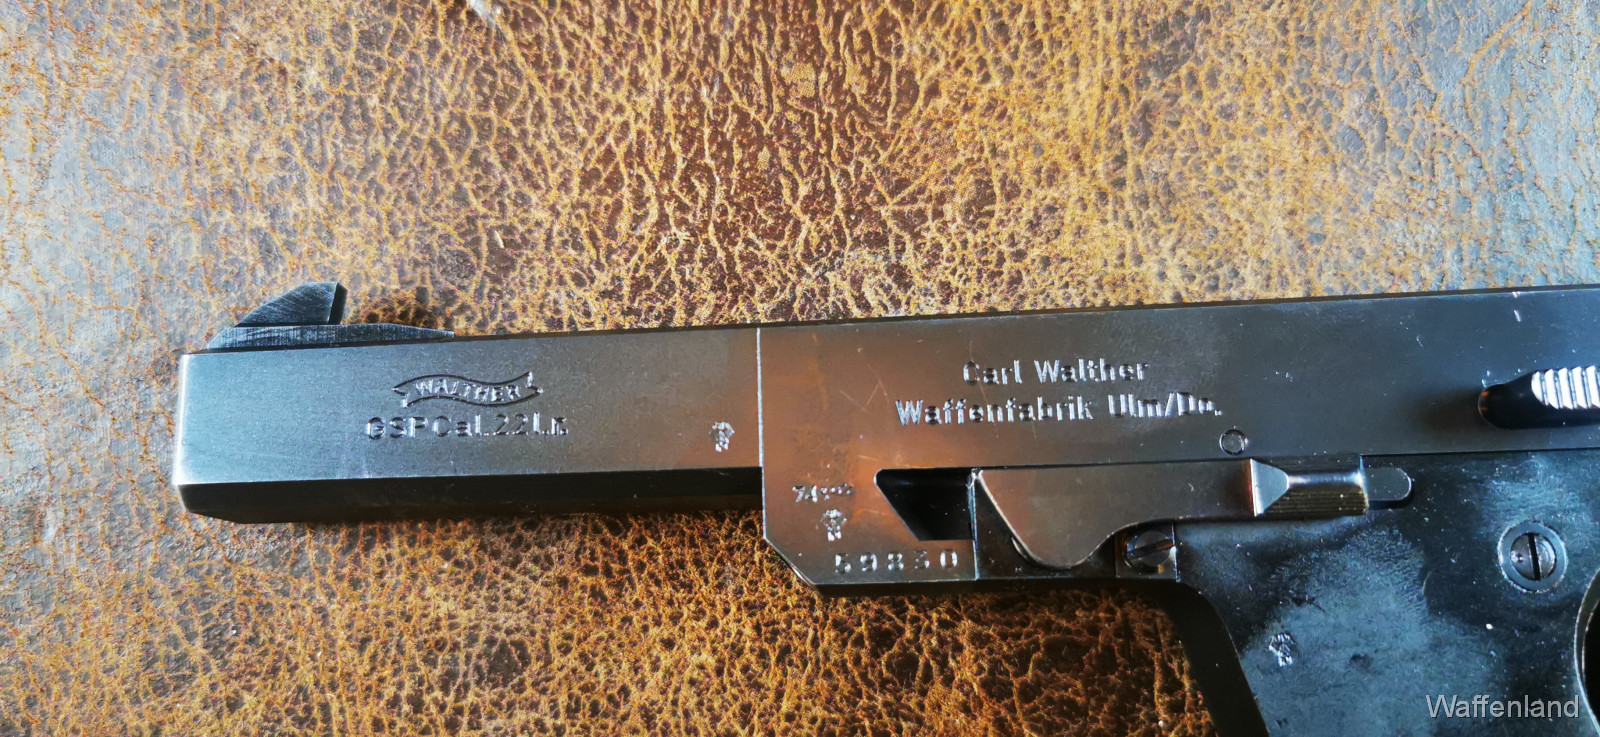 WALTHER
GSP Cal.22 L.r.
Carl Walther
Waffenfabrik Ulm/Do.
59830
Waffenland